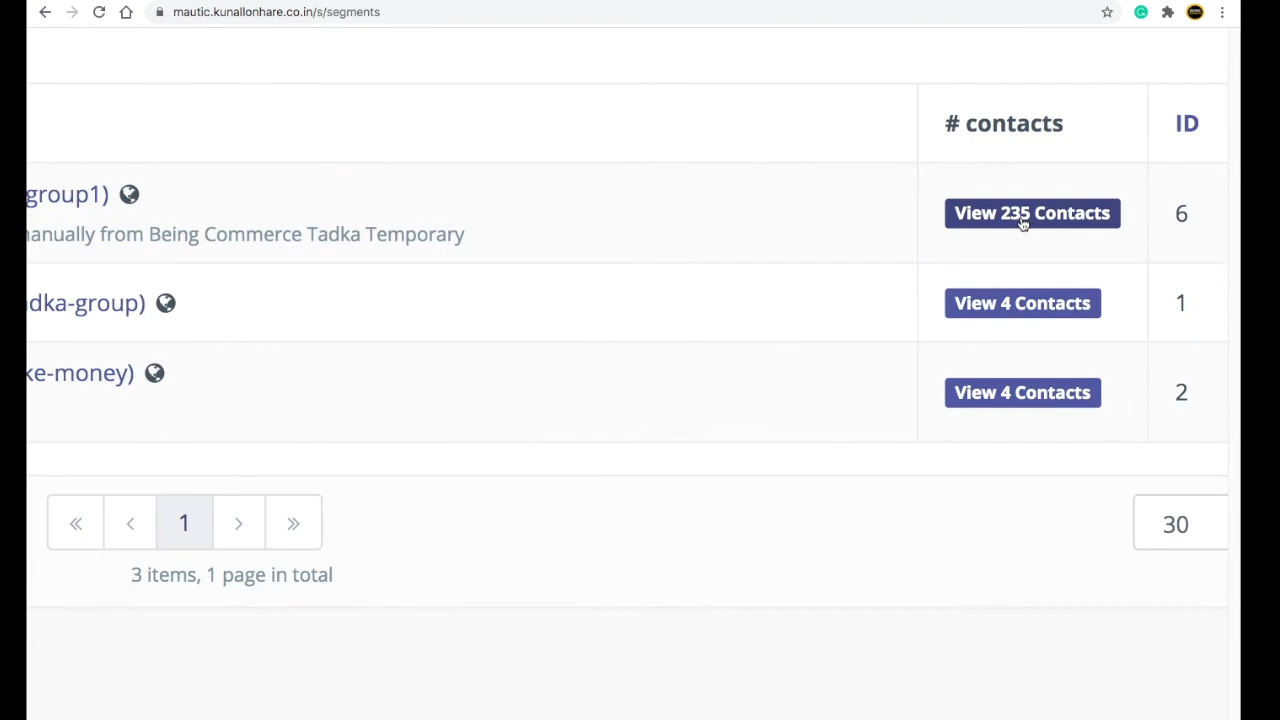 mautic.kunallonhare.co.in/s/segments
# contacts
ID
group1)
View 235 Contacts
6
manually from Being Commerce Tadka Temporary
dka-group)
View 4 Contacts
1
ke-money)
View 4 Contacts
2
« ‹ 1 › »
30
3 items, 1 page in total